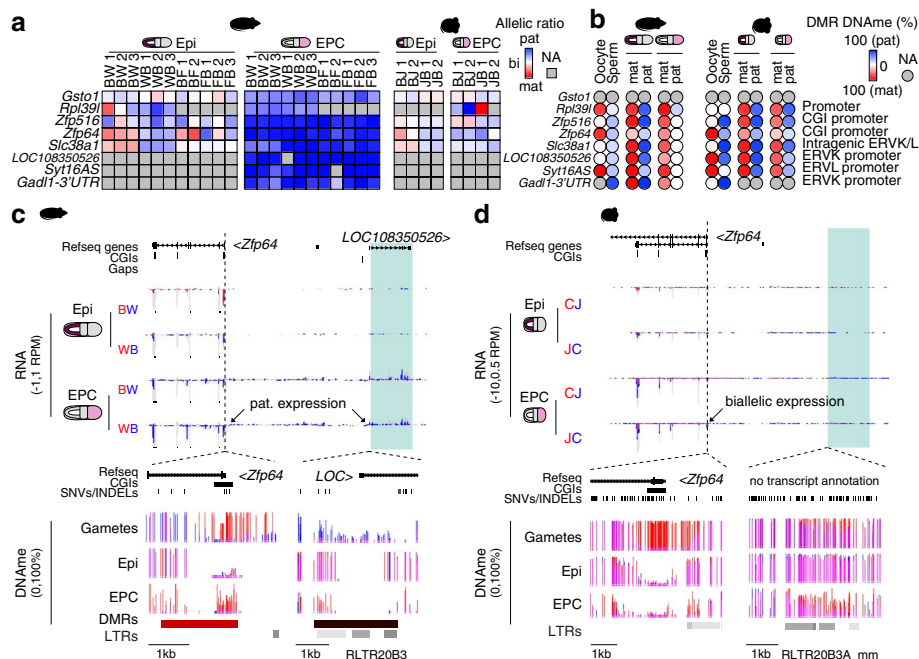 a
Epi
EPC
Epi
EPC
Allelic ratio
pat
bi
mat
NA
BW 1
BW 2
BW 3
WB 1
WB 2
WB 3
BF 1
BF 2
FB 1
FB 2
FB 3
BW 1
BW 2
BW 3
WB 1
WB 2
WB 3
BF 1
BF 2
FB 1
FB 2
FB 3
BJ 1
BJ 2
JB 1
JB 2
BJ 1
BJ 2
JB 1
JB 2
Gsto1
Rpl39l
Zfp516
Zfp64
Slc38a1
LOC108350526
Syt16AS
Gadl1-3'UTR
b
DMR DNAme (%)
100 (pat)
0
100 (mat)
NA
Oocyte
Sperm
mat
pat
mat
pat
Oocyte
Sperm
mat
pat
mat
pat
Gsto1
Rpl39l Promoter
Zfp516 CGI promoter
Zfp64 CGI promoter
Slc38a1 Intragenic ERVK/L
LOC108350526 ERVK promoter
Syt16AS ERVL promoter
Gadl1-3'UTR ERVK promoter
c
Refseq genes
CGIs
Gaps
<Zfp64
LOC108350526>
RNA
(-1,1 RPM)
Epi
BW
WB
EPC
BW
WB
pat. expression
Refseq
CGIs
SNVs/INDELs
<Zfp64
LOC>
DNAme
(0,100%)
Gametes
Epi
EPC
DMRs
LTRs
1kb
1kb
RLTR20B3
d
Refseq genes
CGIs
<Zfp64
RNA
(-10,0.5 RPM)
Epi
CJ
JC
EPC
CJ
JC
biallelic expression
Refseq
CGIs
SNVs/INDELs
<Zfp64
no transcript annotation
DNAme
(0,100%)
Gametes
Epi
EPC
LTRs
1kb
1kb
RLTR20B3A_mm